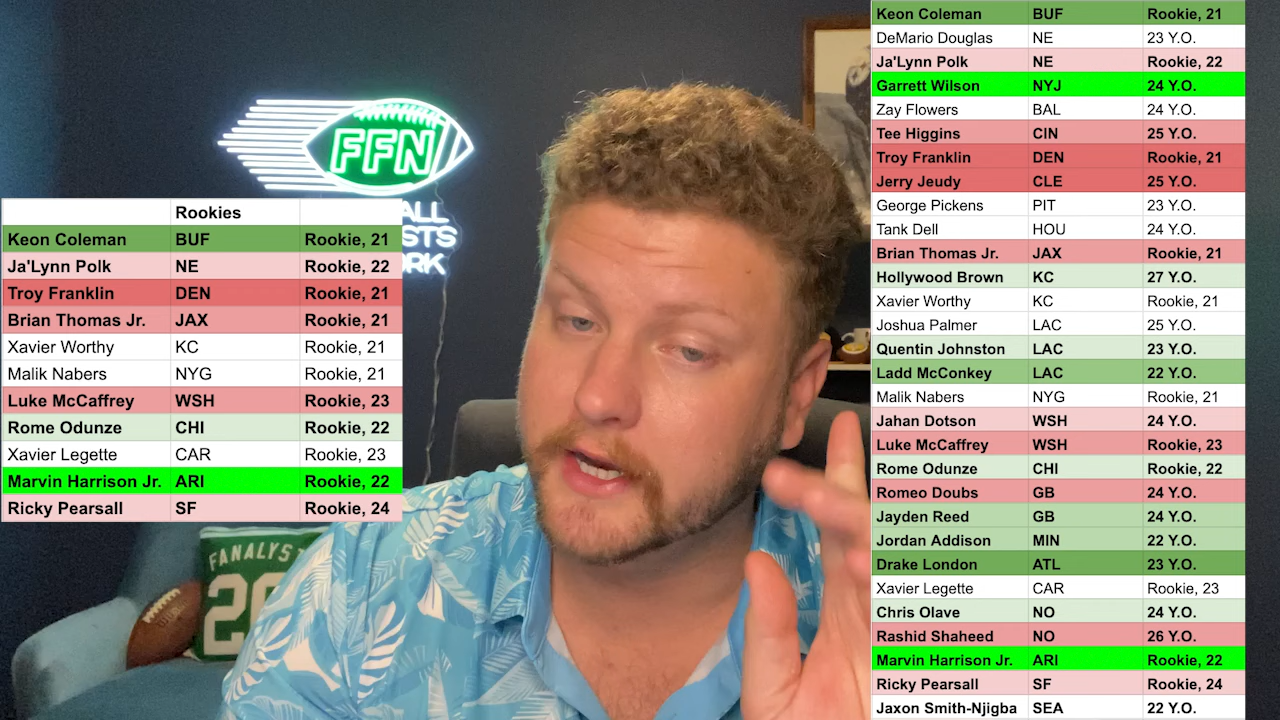 FFN
ALL
STS
ORK
FANALYST
20
Rookies
Keon Coleman BUF Rookie, 21
Ja'Lynn Polk NE Rookie, 22
Troy Franklin DEN Rookie, 21
Brian Thomas Jr. JAX Rookie, 21
Xavier Worthy KC Rookie, 21
Malik Nabers NYG Rookie, 21
Luke McCaffrey WSH Rookie, 23
Rome Odunze CHI Rookie, 22
Xavier Legette CAR Rookie, 23
Marvin Harrison Jr. ARI Rookie, 22
Ricky Pearsall SF Rookie, 24
Keon Coleman BUF Rookie, 21
DeMario Douglas NE 23 Y.O.
Ja'Lynn Polk NE Rookie, 22
Garrett Wilson NYJ 24 Y.O.
Zay Flowers BAL 24 Y.O.
Tee Higgins CIN 25 Y.O.
Troy Franklin DEN Rookie, 21
Jerry Jeudy CLE 25 Y.O.
George Pickens PIT 23 Y.O.
Tank Dell HOU 24 Y.O.
Brian Thomas Jr. JAX Rookie, 21
Hollywood Brown KC 27 Y.O.
Xavier Worthy KC Rookie, 21
Joshua Palmer LAC 25 Y.O.
Quentin Johnston LAC 23 Y.O.
Ladd McConkey LAC 22 Y.O.
Malik Nabers NYG Rookie, 21
Jahan Dotson WSH 24 Y.O.
Luke McCaffrey WSH Rookie, 23
Rome Odunze CHI Rookie, 22
Romeo Doubs GB 24 Y.O.
Jayden Reed GB 24 Y.O.
Jordan Addison MIN 22 Y.O.
Drake London ATL 23 Y.O.
Xavier Legette CAR Rookie, 23
Chris Olave NO 24 Y.O.
Rashid Shaheed NO 26 Y.O.
Marvin Harrison Jr. ARI Rookie, 22
Ricky Pearsall SF Rookie, 24
Jaxon Smith-Njigba SEA 22 Y.O.